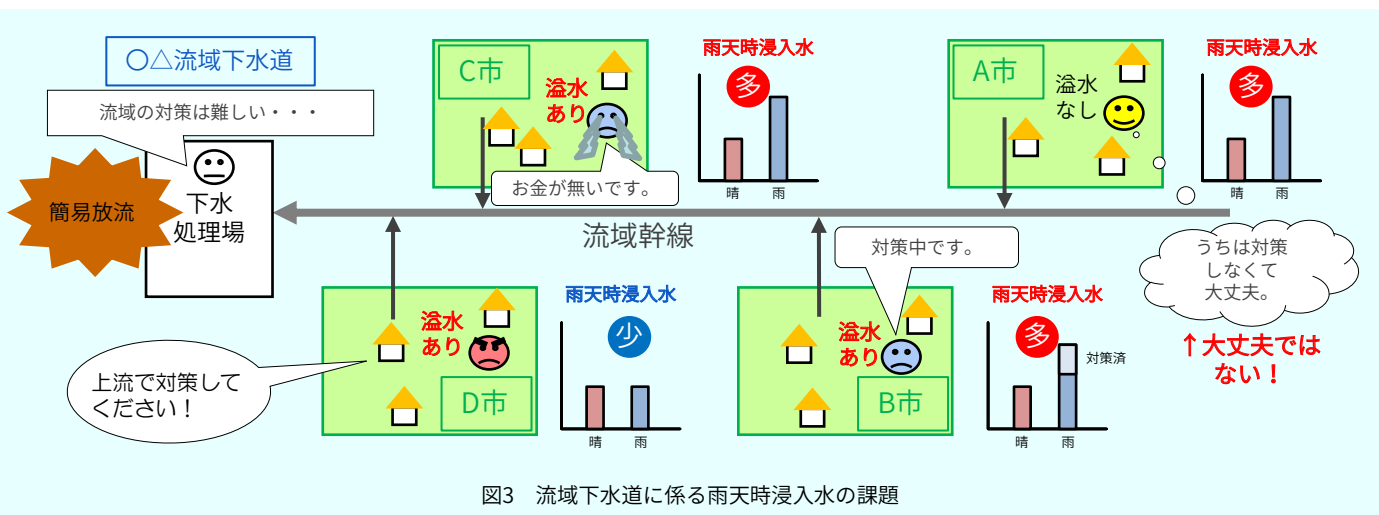 〇△流域下水道
流域の対策は難しい・・・
簡易放流
下水
処理場
C市
溢水
あり
お金が無いです。
雨天時浸入水
多
晴
雨
A市
溢水
なし
雨天時浸入水
多
晴
雨
うちは対策
しなくて
大丈夫。
↑大丈夫では
ない！
流域幹線
上流で対策して
ください！
溢水
あり
D市
雨天時浸入水
少
晴
雨
対策中です。
溢水
あり
B市
雨天時浸入水
多
対策済
晴
雨
図3　流域下水道に係る雨天時浸入水の課題